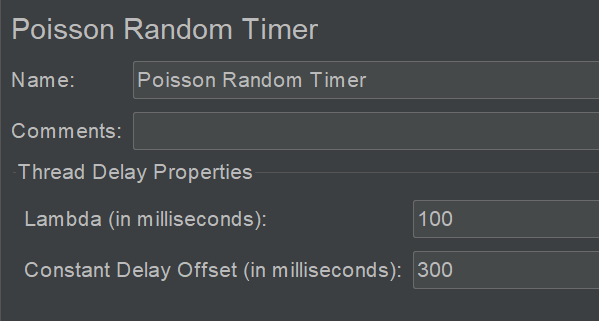 Poisson Random Timer
Name: Poisson Random Timer
Comments:
Thread Delay Properties
Lambda (in milliseconds): 100
Constant Delay Offset (in milliseconds): 300